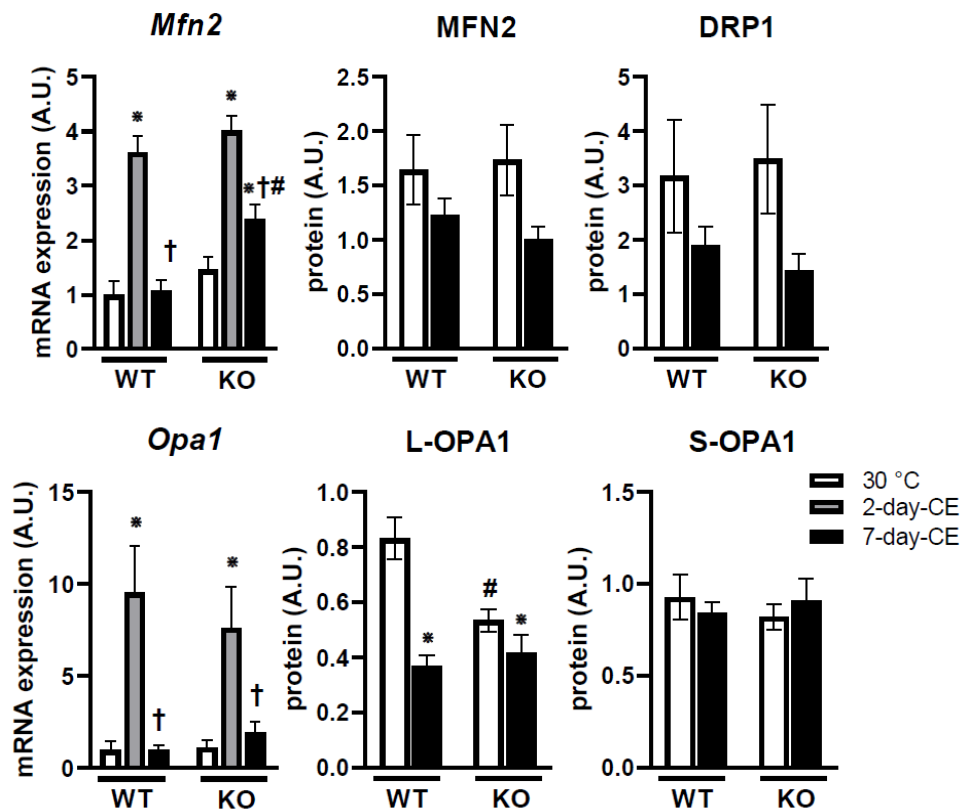 Mfn2
mRNA expression (A.U.)
5
4
3
2
1
0
*
†
*
*†#
WT
KO
MFN2
protein (A.U.)
2.5
2.0
1.5
1.0
0.5
0.0
WT
KO
DRP1
protein (A.U.)
5
4
3
2
1
0
WT
KO
Opa1
mRNA expression (A.U.)
15
10
5
0
*
†
*
†
WT
KO
L-OPA1
protein (A.U.)
1.0
0.8
0.6
0.4
0.2
0.0
*
#
*
WT
KO
S-OPA1
protein (A.U.)
1.5
1.0
0.5
0.0
WT
KO
30 °C
2-day-CE
7-day-CE